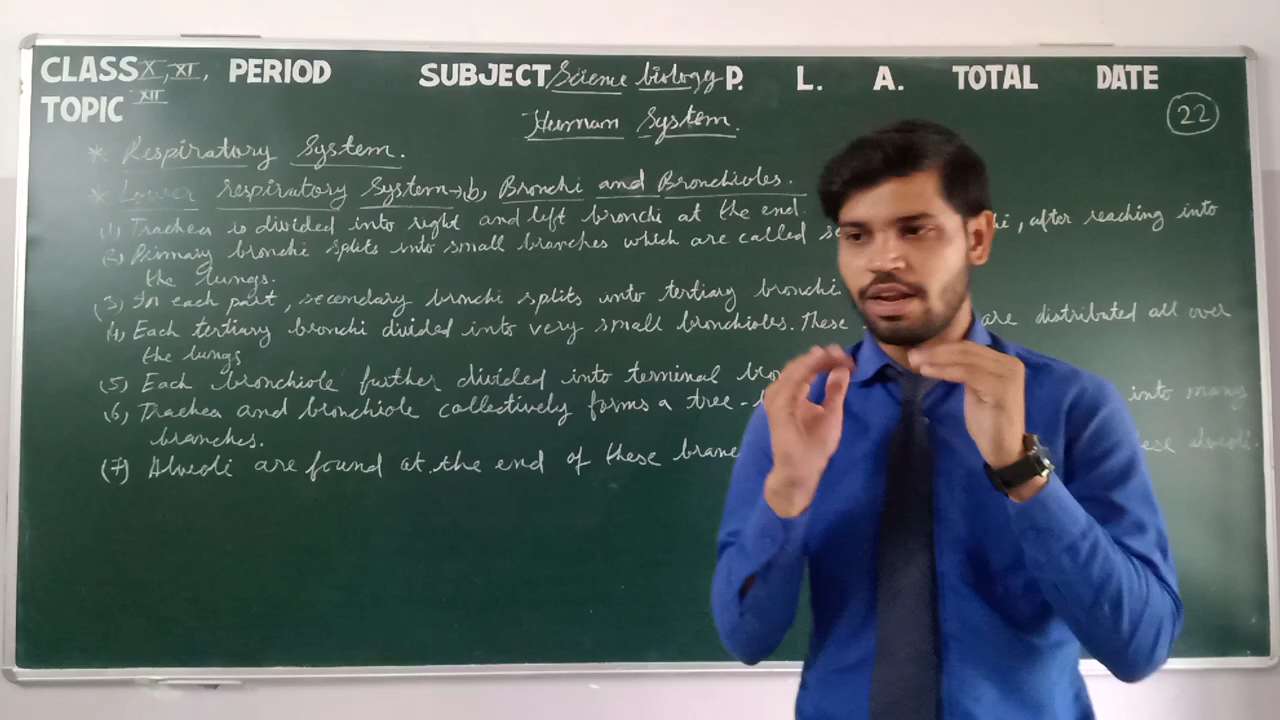 CLASS X, XI, PERIOD SUBJECT Science biology P. L. A. TOTAL DATE
XII
TOPIC
Human System.
22
* Respiratory System.
* Lower respiratory System → b, Bronchi and Bronchioles.
(1) Trachea is divided into right and left bronchi at the end.
(2) Primary bronchi splits into small branches which are called , after reaching into
the lungs.
(3) In each part, secondary bronchi splits into tertiary bronchi
(4) Each tertiary bronchi divided into very small bronchioles. These are distributed all over
the lungs
(5) Each bronchiole further divided into terminal
(6) Trachea and bronchiole collectively forms a tree- into many
branches.
(7) Alveoli are found at the end of these alveoli.